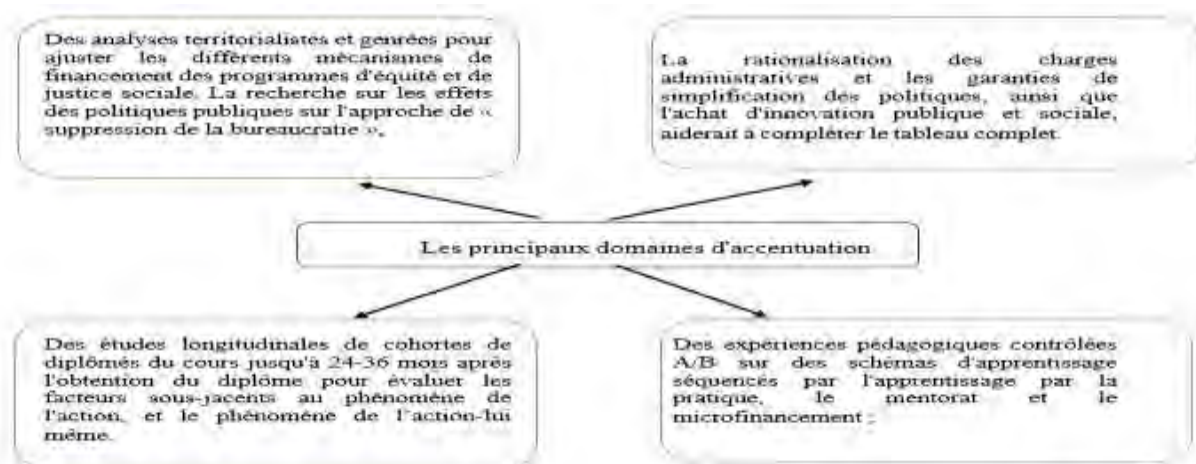 Des analyses territorialistes et genrées pour
ajuster les différents mécanismes de
financement des programmes d'équité et de
justice sociale. La recherche sur les effets
des politiques publiques sur l'approche de «
suppression de la bureaucratie ».
La rationalisation des charges
administratives et les garanties de
simplification des politiques, ainsi que
l'achat d'innovation publique et sociale,
aiderait à compléter le tableau complet.
Les principaux domaines d'accentuation
Des études longitudinales de cohortes de
diplômés du cours jusqu'à 24-36 mois après
l'obtention du diplôme pour évaluer les
facteurs sous-jacents au phénomène de
l'action, et le phénomène de l'action-lui
même.
Des expériences pédagogiques contrôlées
A/B sur des schémas d'apprentissage
séquencés par l'apprentissage par la
pratique, le mentorat et le
microfinancement ;